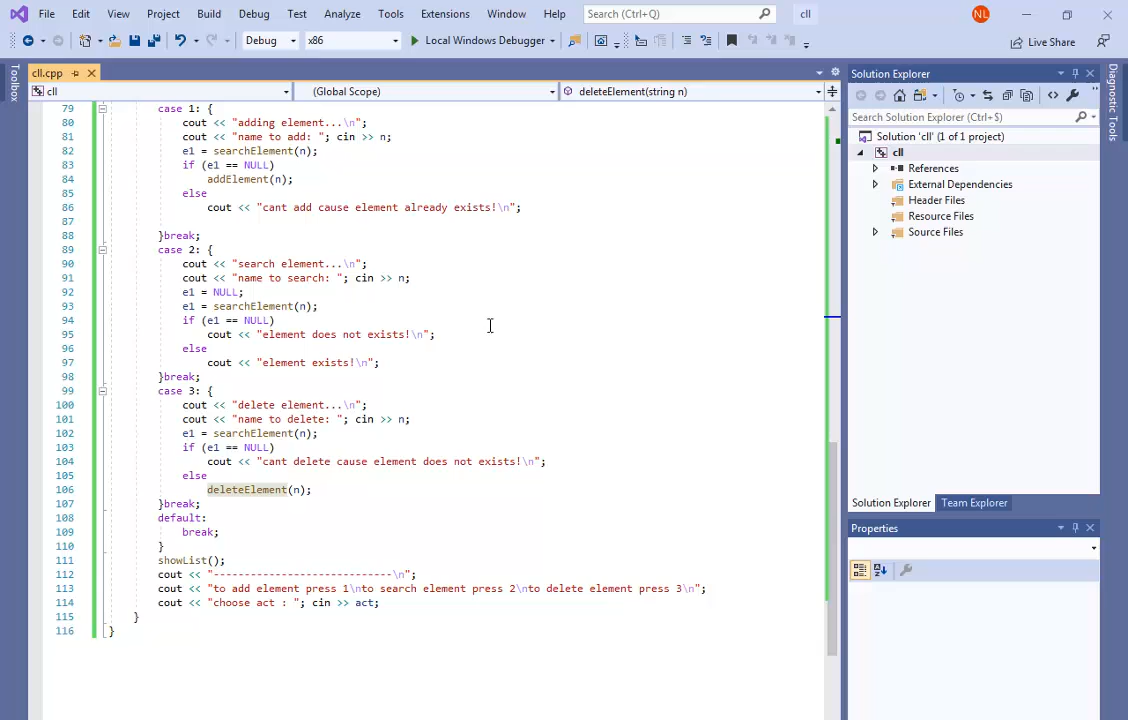 File Edit View Project Build Debug Test Analyze Tools Extensions Window Help Search (Ctrl+Q) cll NL
Debug x86 Local Windows Debugger Live Share
Toolbox
cll.cpp
cll (Global Scope) deleteElement(string n)
79 case 1: {
80 cout << "adding element...\n";
81 cout << "name to add: "; cin >> n;
82 e1 = searchElement(n);
83 if (e1 == NULL)
84 addElement(n);
85 else
86 cout << "cant add cause element already exists!\n";
87
88 }break;
89 case 2: {
90 cout << "search element...\n";
91 cout << "name to search: "; cin >> n;
92 e1 = NULL;
93 e1 = searchElement(n);
94 if (e1 == NULL)
95 cout << "element does not exists!\n";
96 else
97 cout << "element exists!\n";
98 }break;
99 case 3: {
100 cout << "delete element...\n";
101 cout << "name to delete: "; cin >> n;
102 e1 = searchElement(n);
103 if (e1 == NULL)
104 cout << "cant delete cause element does not exists!\n";
105 else
106 deleteElement(n);
107 }break;
108 default:
109 break;
110 }
111 showList();
112 cout << "-----------------------------\n";
113 cout << "to add element press 1\nto search element press 2\nto delete element press 3\n";
114 cout << "choose act : "; cin >> act;
115 }
116 }
Solution Explorer
Search Solution Explorer (Ctrl+$)
Solution 'cll' (1 of 1 project)
cll
References
External Dependencies
Header Files
Resource Files
Source Files
Solution Explorer Team Explorer
Properties
Diagnostic Tools